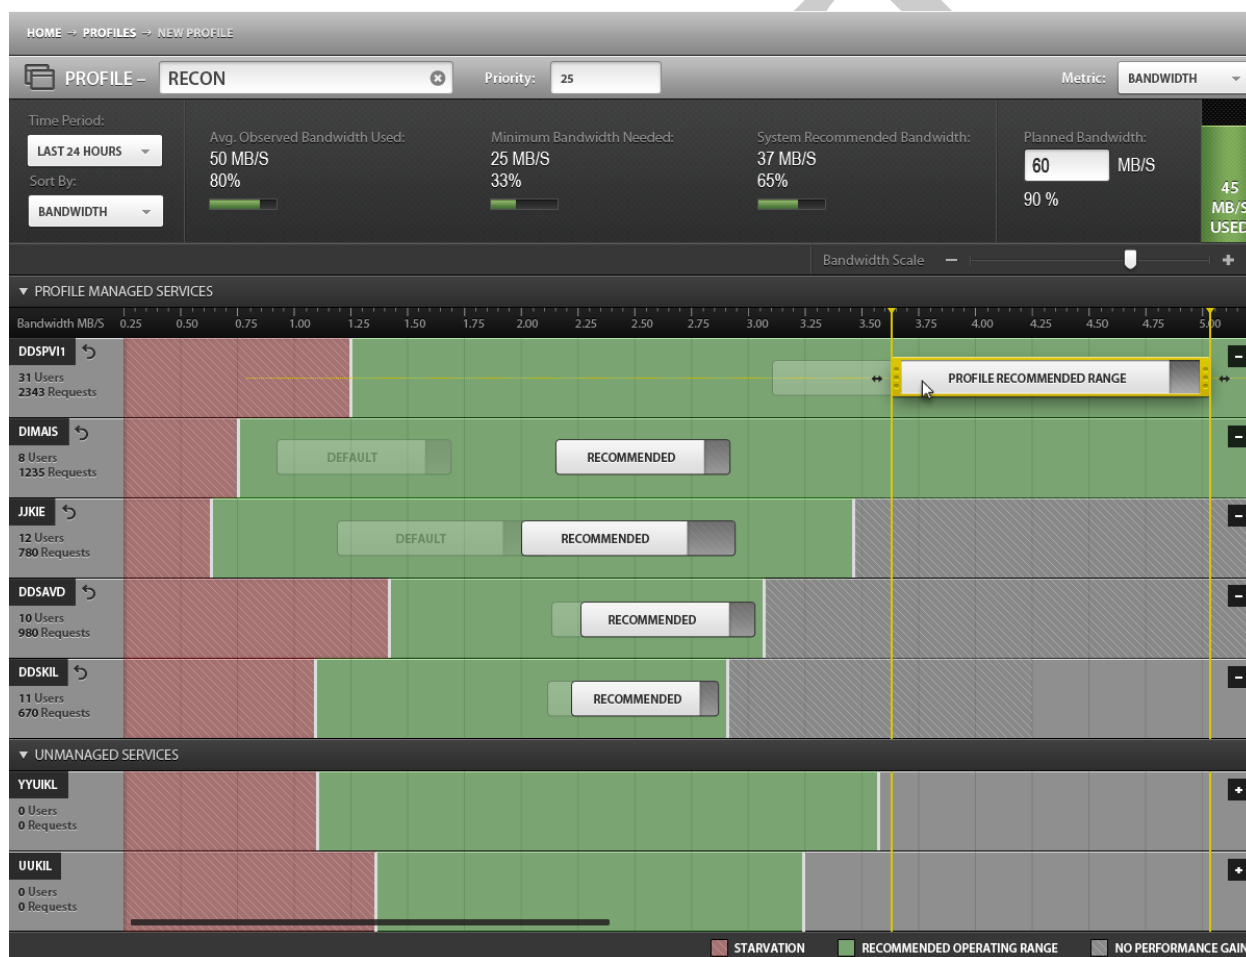 HOME → PROFILES → NEW PROFILE
PROFILE – RECON Priority: 25 Metric: BANDWIDTH
Time Period:
LAST 24 HOURS
Sort By:
BANDWIDTH
Avg. Observed Bandwidth Used:
50 MB/S
80%
Minimum Bandwidth Needed:
25 MB/S
33%
System Recommended Bandwidth:
37 MB/S
65%
Planned Bandwidth:
60 MB/S
90 %
45
MB/S
USED
Bandwidth Scale
PROFILE MANAGED SERVICES
Bandwidth MB/S 0.25 0.50 0.75 1.00 1.25 1.50 1.75 2.00 2.25 2.50 2.75 3.00 3.25 3.50 3.75 4.00 4.25 4.50 4.75 5.00
DDSPVI1
31 Users
2343 Requests
PROFILE RECOMMENDED RANGE
DIMAIS
8 Users
1235 Requests
DEFAULT RECOMMENDED
JJKIE
12 Users
780 Requests
DEFAULT RECOMMENDED
DDSAVD
10 Users
980 Requests
RECOMMENDED
DDSKIL
11 Users
670 Requests
RECOMMENDED
UNMANAGED SERVICES
YYUIKL
0 Users
0 Requests
UUKIL
0 Users
0 Requests
STARVATION RECOMMENDED OPERATING RANGE NO PERFORMANCE GAIN